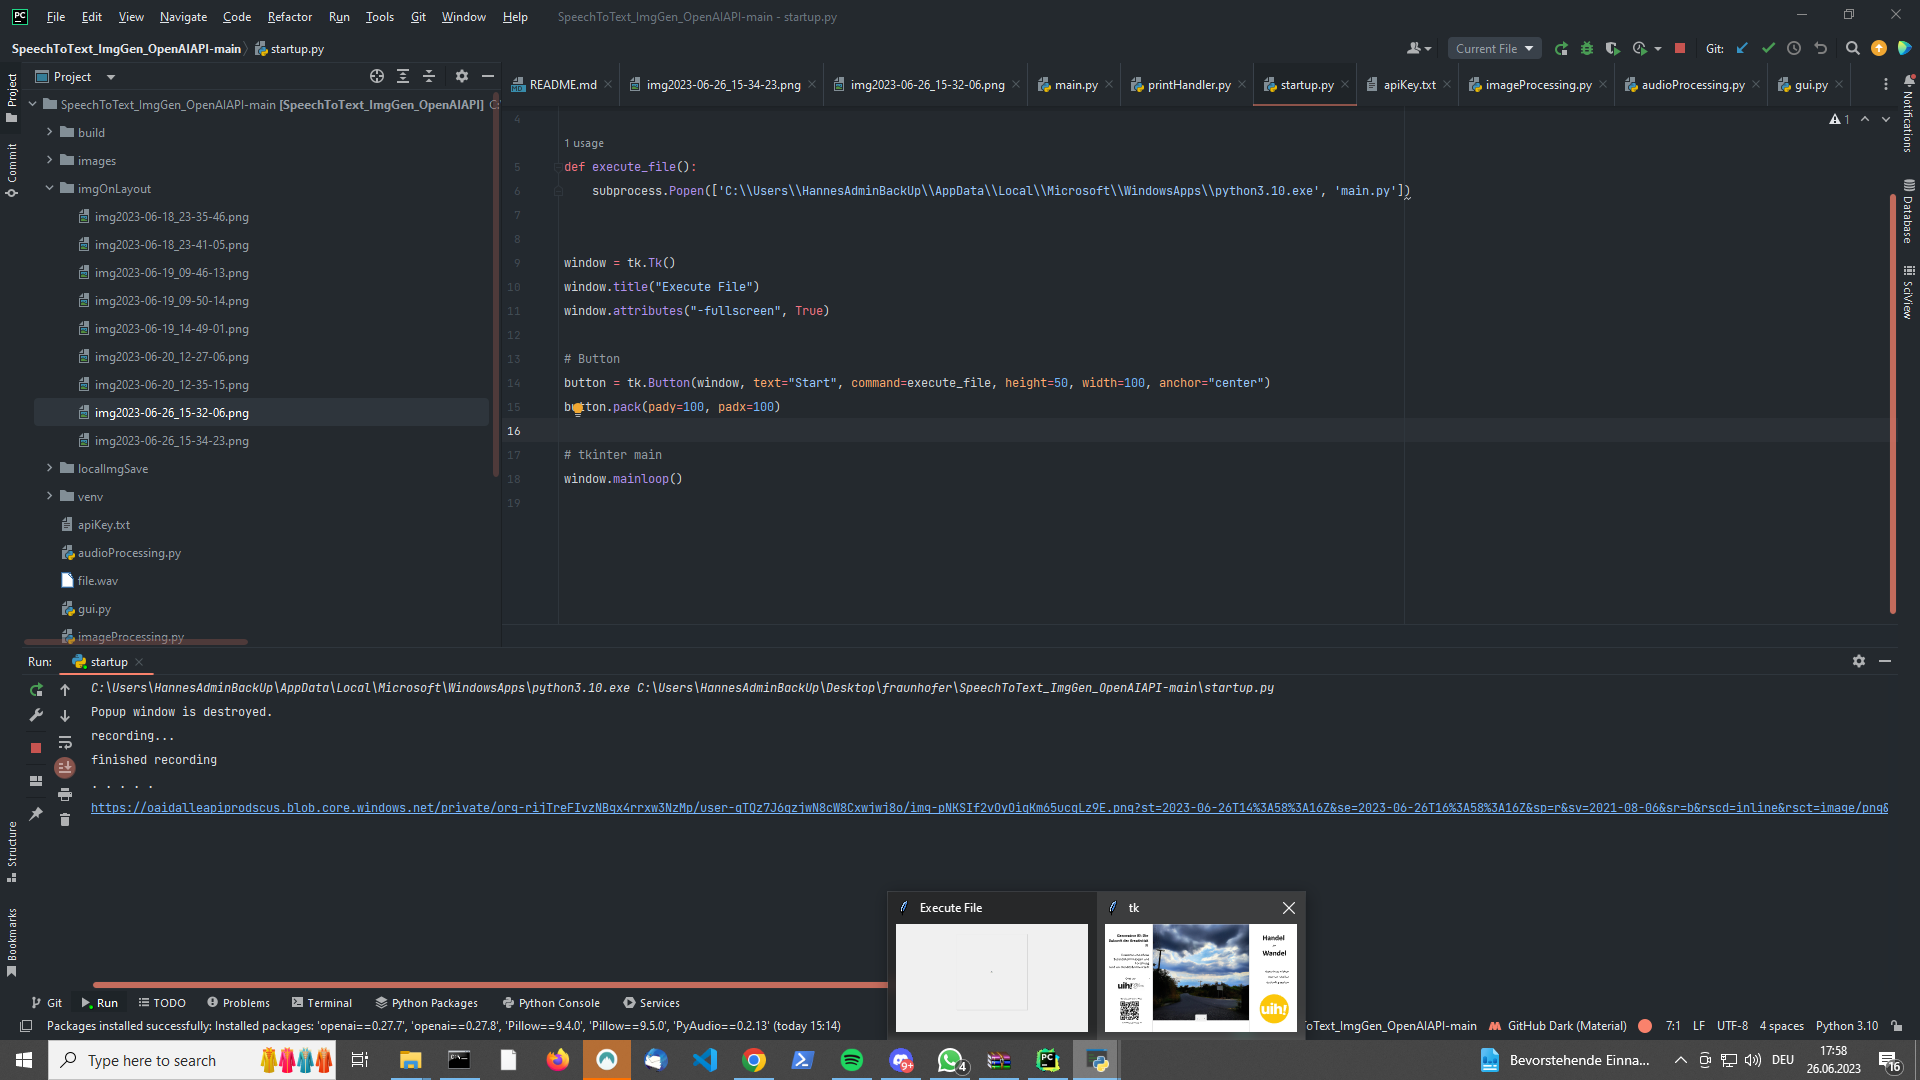 File Edit View Navigate Code Refactor Run Tools Git Window Help SpeechToText_ImgGen_OpenAIAPI-main - startup.py
SpeechToText_ImgGen_OpenAIAPI-main startup.py Current File Git:
Project
README.md img2023-06-26_15-34-23.png img2023-06-26_15-32-06.png main.py printHandler.py startup.py apiKey.txt imageProcessing.py audioProcessing.py gui.py
SpeechToText_ImgGen_OpenAIAPI-main [SpeechToText_ImgGen_OpenAIAPI] C:
build
images
imgOnLayout
img2023-06-18_23-35-46.png
img2023-06-18_23-41-05.png
img2023-06-19_09-46-13.png
img2023-06-19_09-50-14.png
img2023-06-19_14-49-01.png
img2023-06-20_12-27-06.png
img2023-06-20_12-35-15.png
img2023-06-26_15-32-06.png
img2023-06-26_15-34-23.png
localImgSave
venv
apiKey.txt
audioProcessing.py
file.wav
gui.py
imageProcessing.py
Project
Commit
Structure
Bookmarks
1
4
1 usage
5 def execute_file():
6 subprocess.Popen(['C:\\Users\\HannesAdminBackUp\\AppData\\Local\\Microsoft\\WindowsApps\\python3.10.exe', 'main.py'])
7
8
9 window = tk.Tk()
10 window.title("Execute File")
11 window.attributes("-fullscreen", True)
12
13 # Button
14 button = tk.Button(window, text="Start", command=execute_file, height=50, width=100, anchor="center")
15 button.pack(pady=100, padx=100)
16
17 # tkinter main
18 window.mainloop()
19
Notifications
Database
SciView
Run: startup
C:\Users\HannesAdminBackUp\AppData\Local\Microsoft\WindowsApps\python3.10.exe C:\Users\HannesAdminBackUp\Desktop\fraunhofer\SpeechToText_ImgGen_OpenAIAPI-main\startup.py
Popup window is destroyed.
recording...
finished recording
. . . . .
https://oaidalleapiprodscus.blob.core.windows.net/private/org-rijTreFIvzNBqx4rrxw3NzMp/user-qTQz7J6qzjwN8cW8Cxwjwj8o/img-pNKSIf2vOyOiqKm65ucqLz9E.png?st=2023-06-26T14%3A58%3A16Z&se=2023-06-26T16%3A58%3A16Z&sp=r&sv=2021-08-06&sr=b&rscd=inline&rsct=image/png&
Execute File
tk
Handel
Wandel
uih!
uih!
Git Run TODO Problems Terminal Python Packages Python Console Services
Packages installed successfully: Installed packages: 'openai==0.27.7', 'openai==0.27.8', 'Pillow==9.4.0', 'Pillow==9.5.0', 'PyAudio==0.2.13' (today 15:14)
oText_ImgGen_OpenAIAPI-main GitHub Dark (Material) 7:1 LF UTF-8 4 spaces Python 3.10
Type here to search
9+
4
Bevorstehende Einna...
DEU
17:58
26.06.2023
16